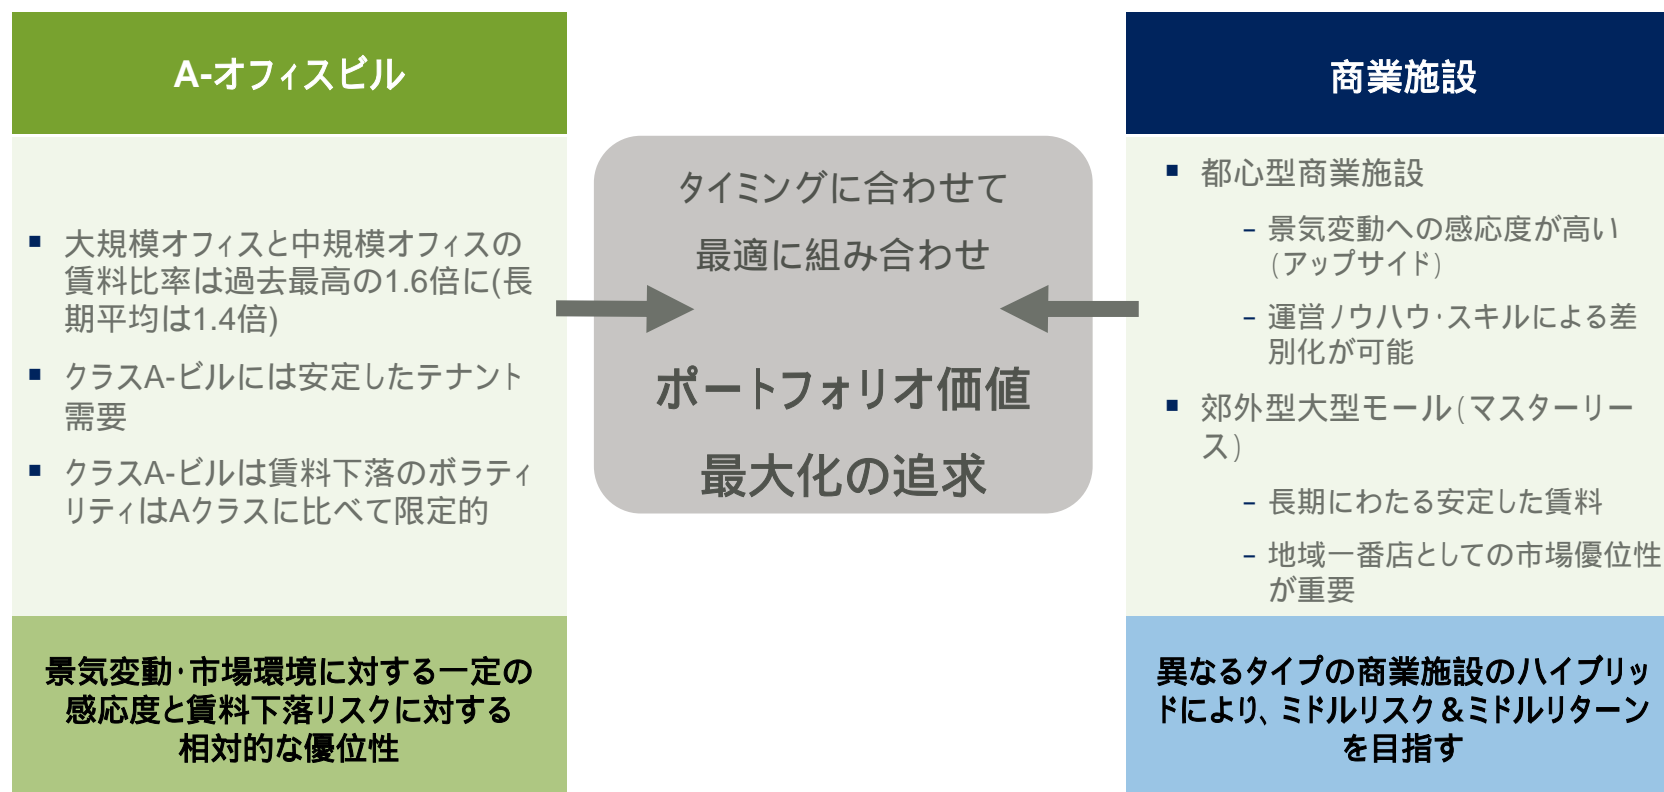 A-オフィスビル
■ 大規模オフィスと中規模オフィスの
賃料比率は過去最高の1.6倍に(長
期平均は1.4倍)
■ クラスA-ビルには安定したテナント
需要
■ クラスA-ビルは賃料下落のボラティ
リティはAクラスに比べて限定的
景気変動・市場環境に対する一定の
感応度と賃料下落リスクに対する
相対的な優位性
タイミングに合わせて
最適に組み合わせ
ポートフォリオ価値
最大化の追求
商業施設
■ 都心型商業施設
– 景気変動への感応度が高い
(アップサイド)
– 運営ノウハウ・スキルによる差
別化が可能
■ 郊外型大型モール(マスターリー
ス)
– 長期にわたる安定した賃料
– 地域一番店としての市場優位性
が重要
異なるタイプの商業施設のハイブリッ
ドにより、ミドルリスク&ミドルリターン
を目指す